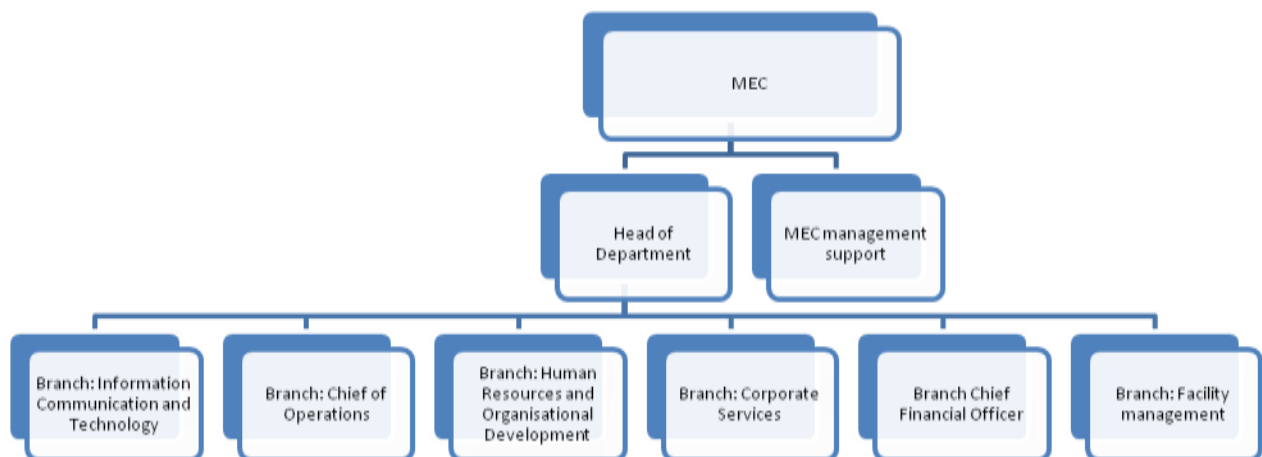 MEC
Head of
Department
MEC management
support
Branch: Information
Communication and
Technology
Branch: Chief of
Operations
Branch: Human
Resources and
Organisational
Development
Branch: Corporate
Services
Branch Chief
Financial Officer
Branch: Facility
management